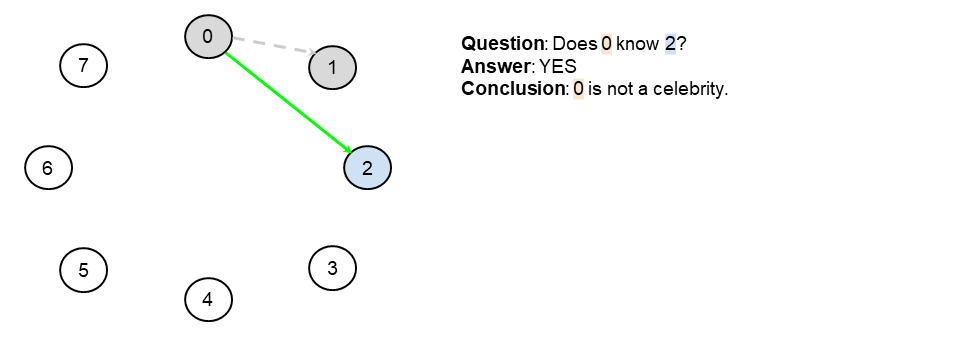 0
1
2
3
4
5
6
7
Question: Does 0 know 2?
Answer: YES
Conclusion: 0 is not a celebrity.